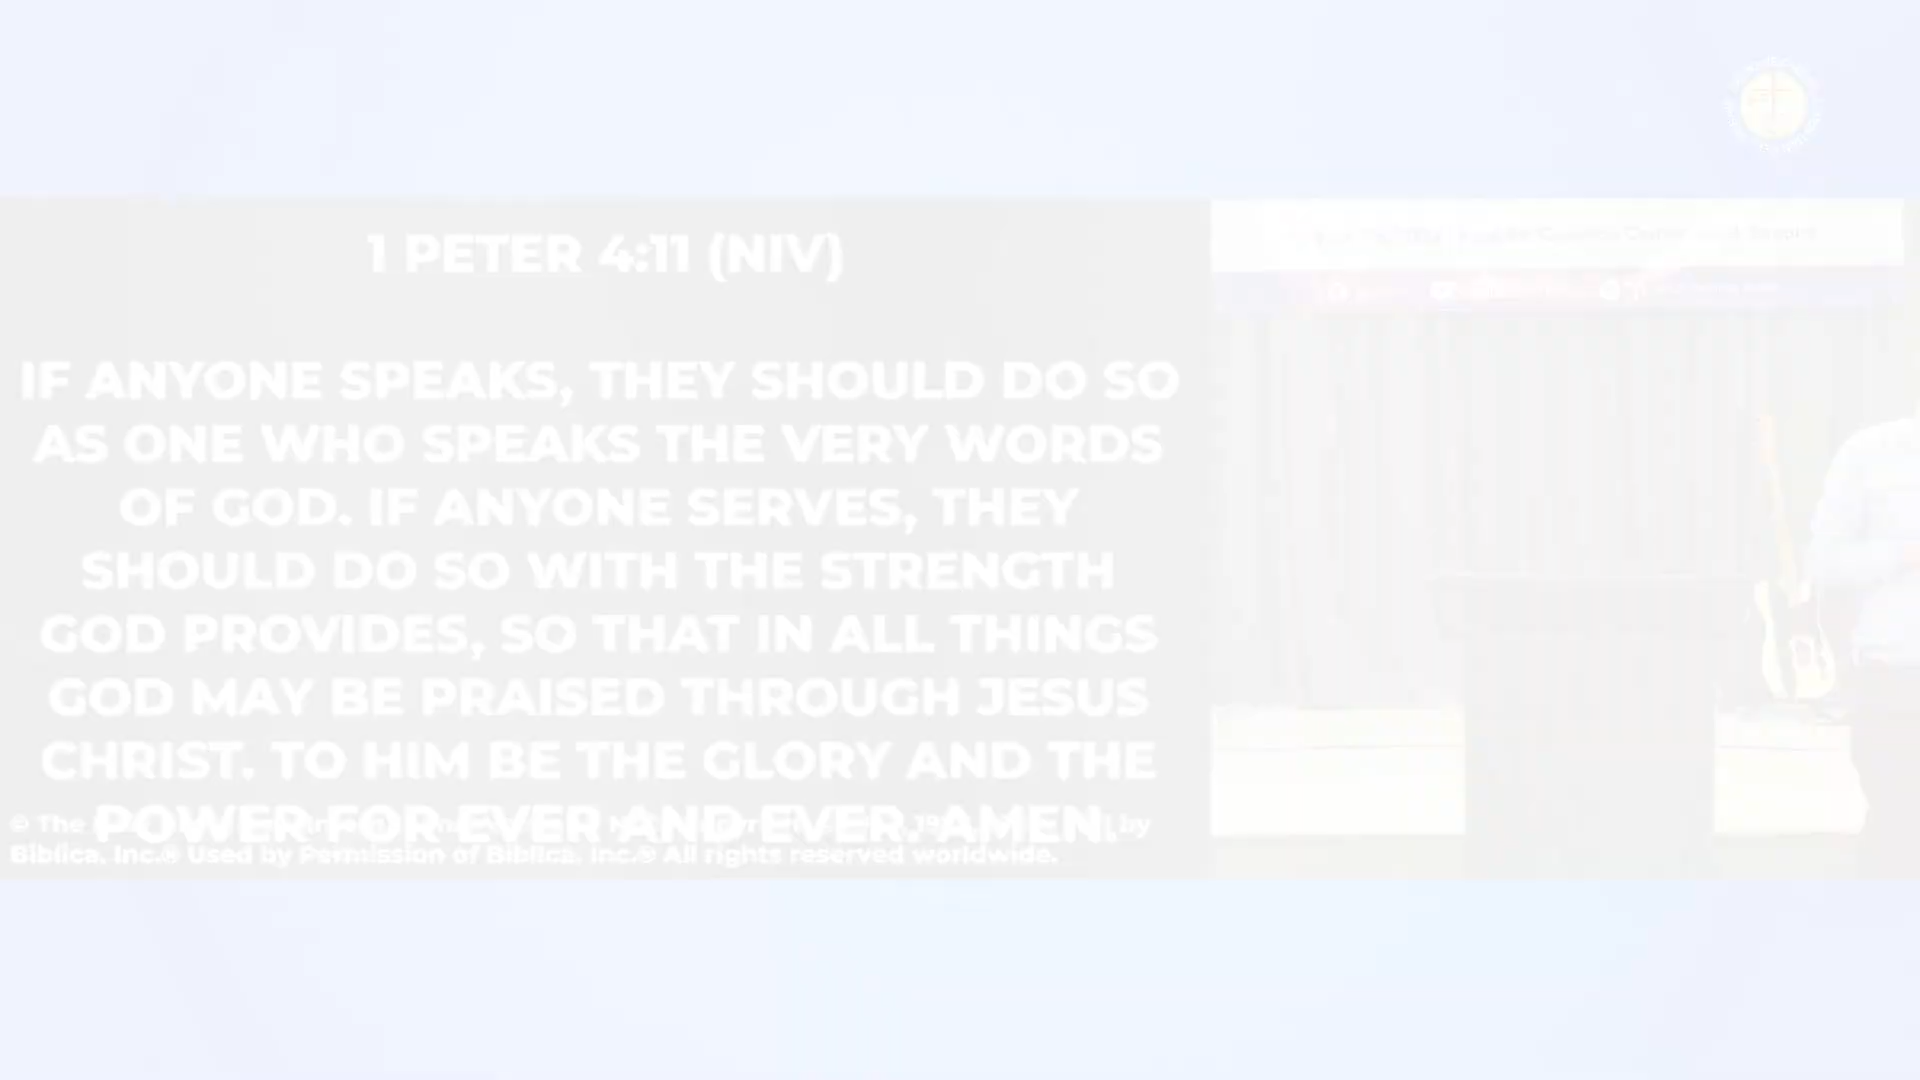 1 PETER 4:11 (NIV)
IF ANYONE SPEAKS, THEY SHOULD DO SO
AS ONE WHO SPEAKS THE VERY WORDS
OF GOD. IF ANYONE SERVES, THEY
SHOULD DO SO WITH THE STRENGTH
GOD PROVIDES, SO THAT IN ALL THINGS
GOD MAY BE PRAISED THROUGH JESUS
CHRIST. TO HIM BE THE GLORY AND THE
POWER FOR EVER AND EVER. AMEN.
© The by
Biblica, Inc.® Used by Permission of Biblica, Inc.® All rights reserved worldwide.